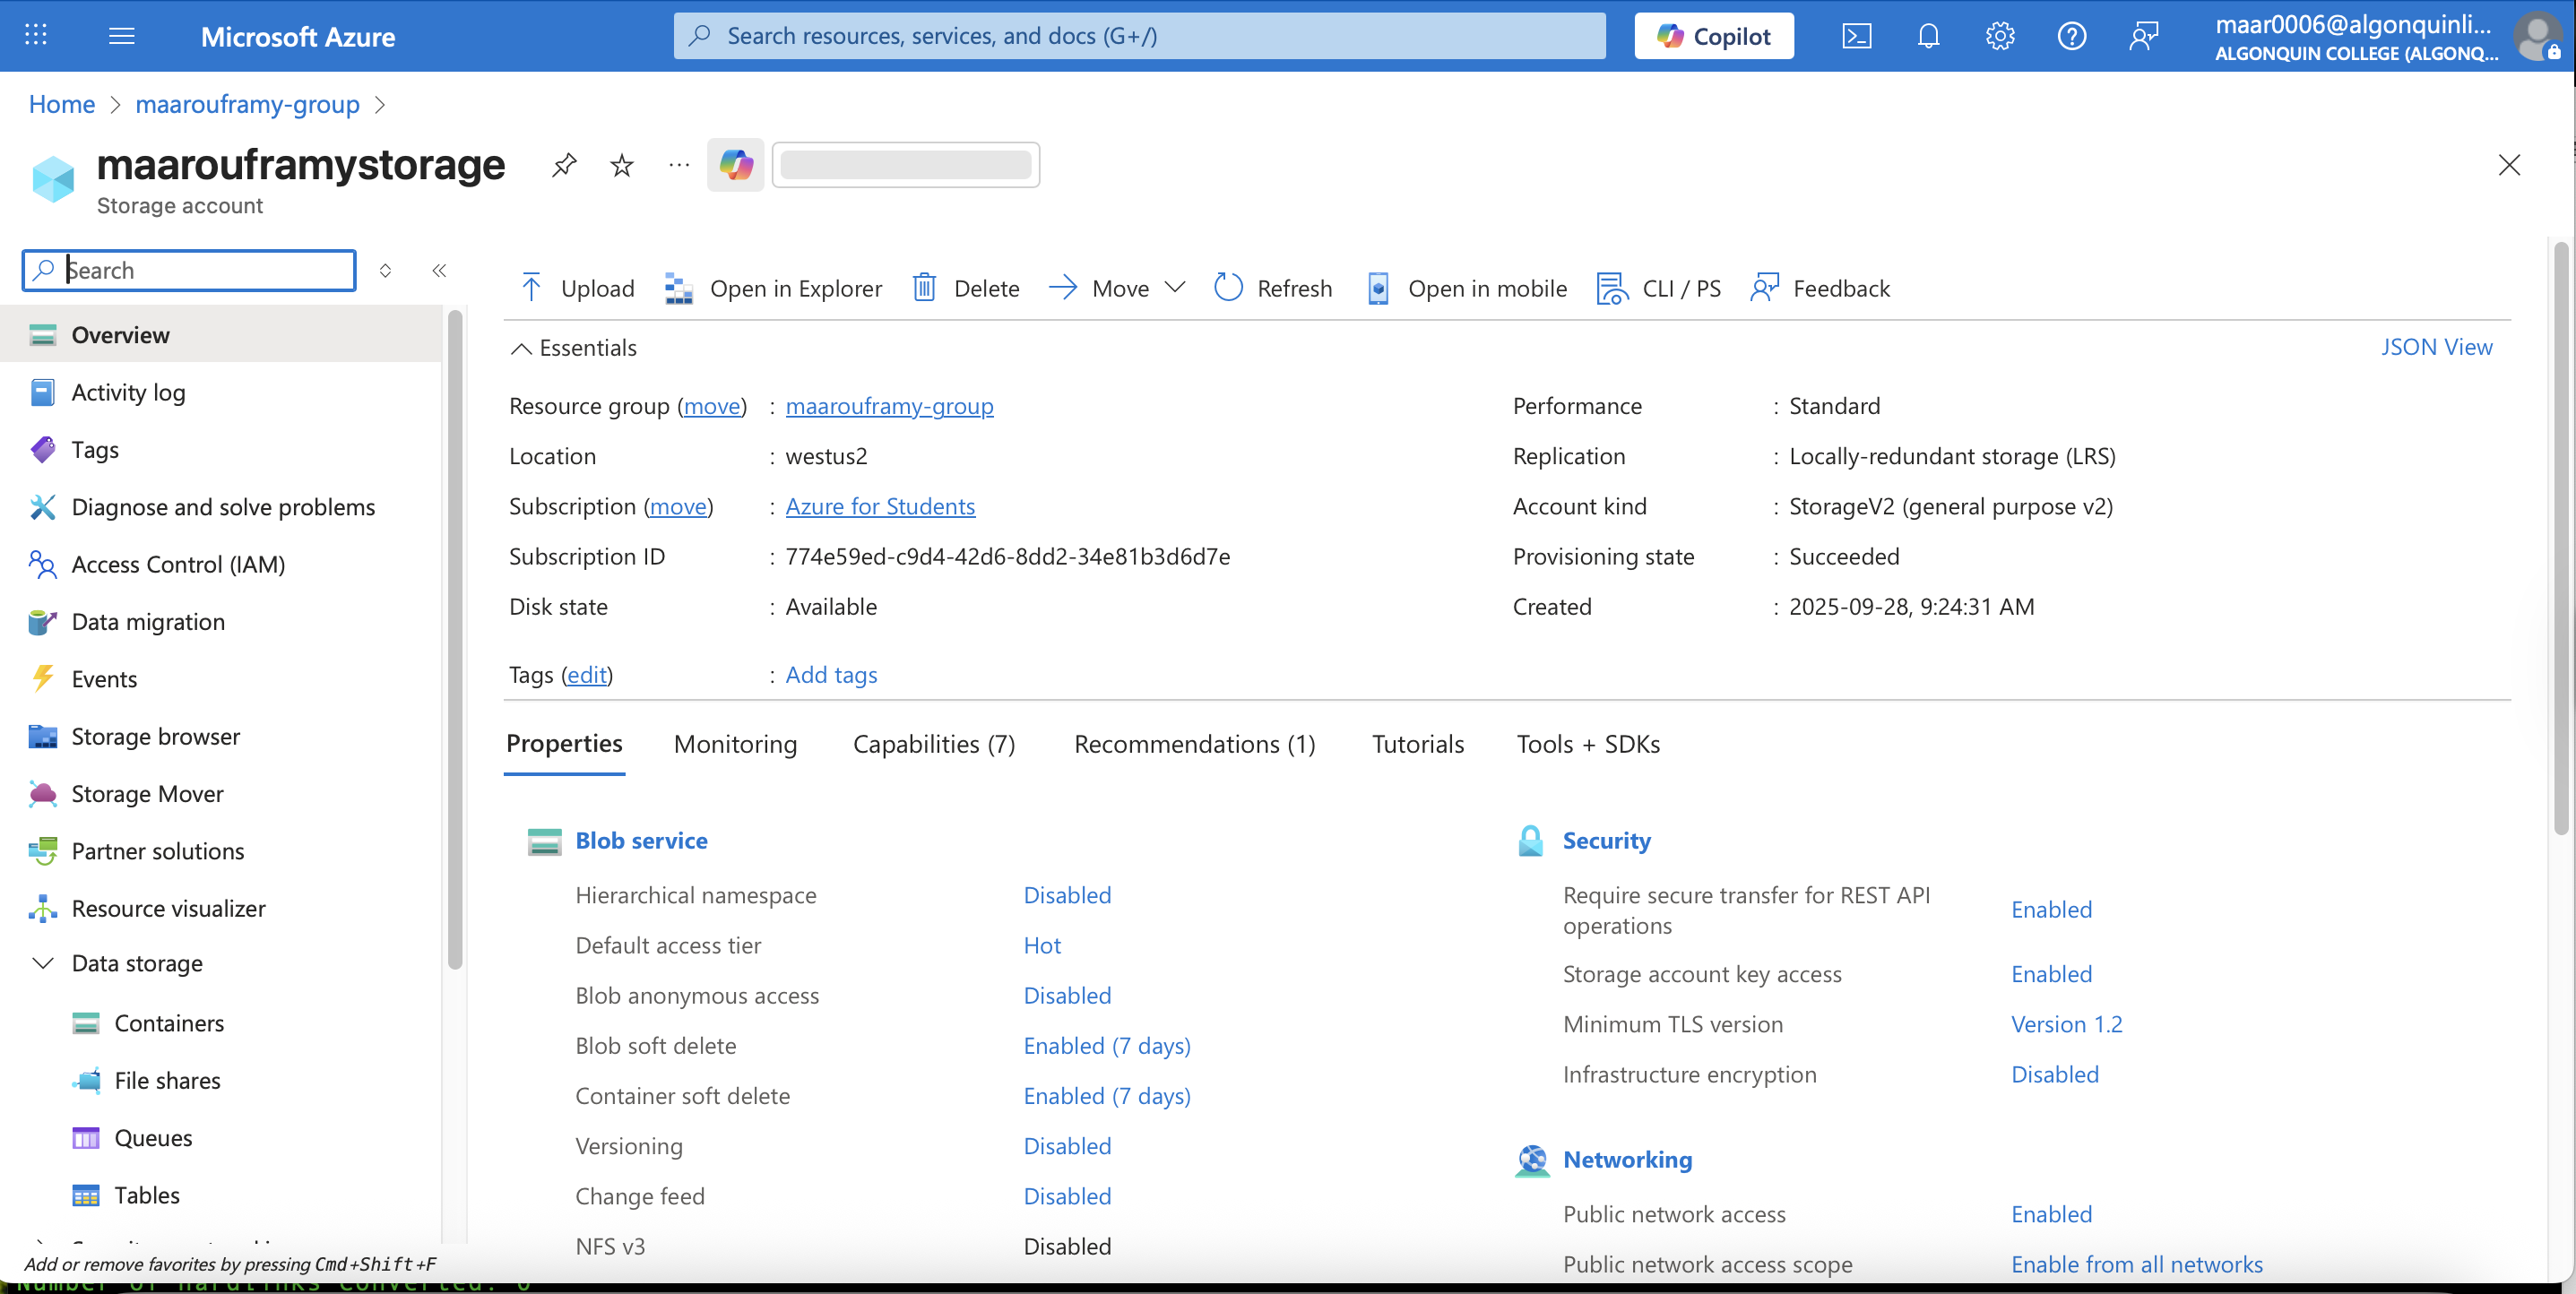 Microsoft Azure
Search resources, services, and docs (G+/)
Copilot
maar0006@algonquinli...
ALGONQUIN COLLEGE (ALGONQ...
Home > maarouframy-group >
maarouframystorage
Storage account
Search
Upload
Open in Explorer
Delete
Move
Refresh
Open in mobile
CLI / PS
Feedback
Overview
Activity log
Tags
Diagnose and solve problems
Access Control (IAM)
Data migration
Events
Storage browser
Storage Mover
Partner solutions
Resource visualizer
Data storage
Containers
File shares
Queues
Tables
Add or remove favorites by pressing Cmd+Shift+F
Essentials
JSON View
Resource group (move) : maarouframy-group
Location : westus2
Subscription (move) : Azure for Students
Subscription ID : 774e59ed-c9d4-42d6-8dd2-34e81b3d6d7e
Disk state : Available
Performance : Standard
Replication : Locally-redundant storage (LRS)
Account kind : StorageV2 (general purpose v2)
Provisioning state : Succeeded
Created : 2025-09-28, 9:24:31 AM
Tags (edit) : Add tags
Properties
Monitoring
Capabilities (7)
Recommendations (1)
Tutorials
Tools + SDKs
Blob service
Hierarchical namespace Disabled
Default access tier Hot
Blob anonymous access Disabled
Blob soft delete Enabled (7 days)
Container soft delete Enabled (7 days)
Versioning Disabled
Change feed Disabled
NFS v3 Disabled
Security
Require secure transfer for REST API
operations Enabled
Storage account key access Enabled
Minimum TLS version Version 1.2
Infrastructure encryption Disabled
Networking
Public network access Enabled
Public network access scope Enable from all networks